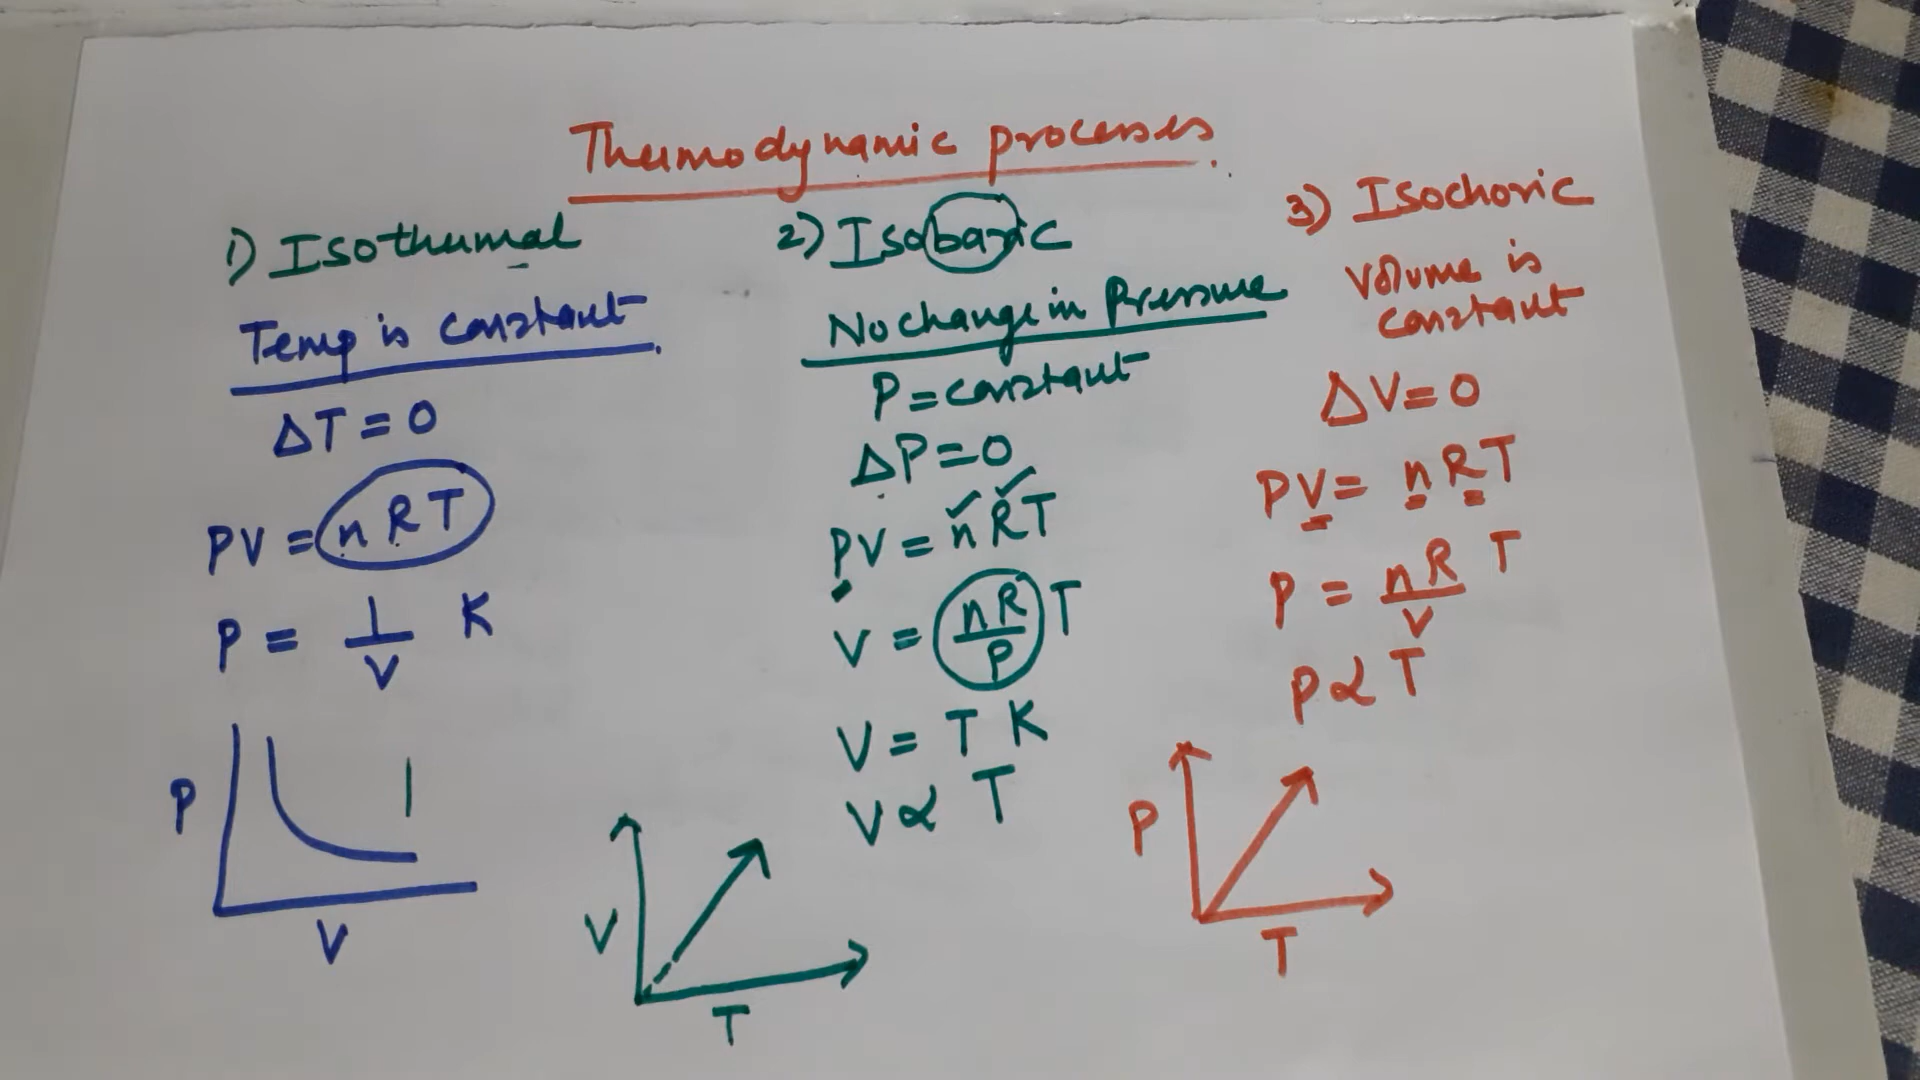 Thermodynamic processes.
1) Isothermal
Temp is constant.
ΔT = 0
PV = nRT
P = 1/V K
P
V
2) Isobaric
No change in Pressure
P = constant
ΔP = 0
PV = nRT
V = nR/P T
V = T K
V α T
V
T
3) Isochoric
Volume is
constant
ΔV = 0
PV = nRT
P = nR/V T
P α T
P
T